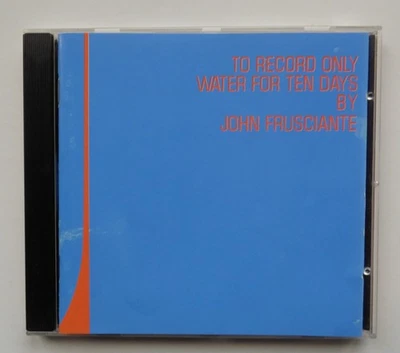 TO RECORD ONLY
WATER FOR TEN DAYS
BY
JOHN FRUSCIANTE